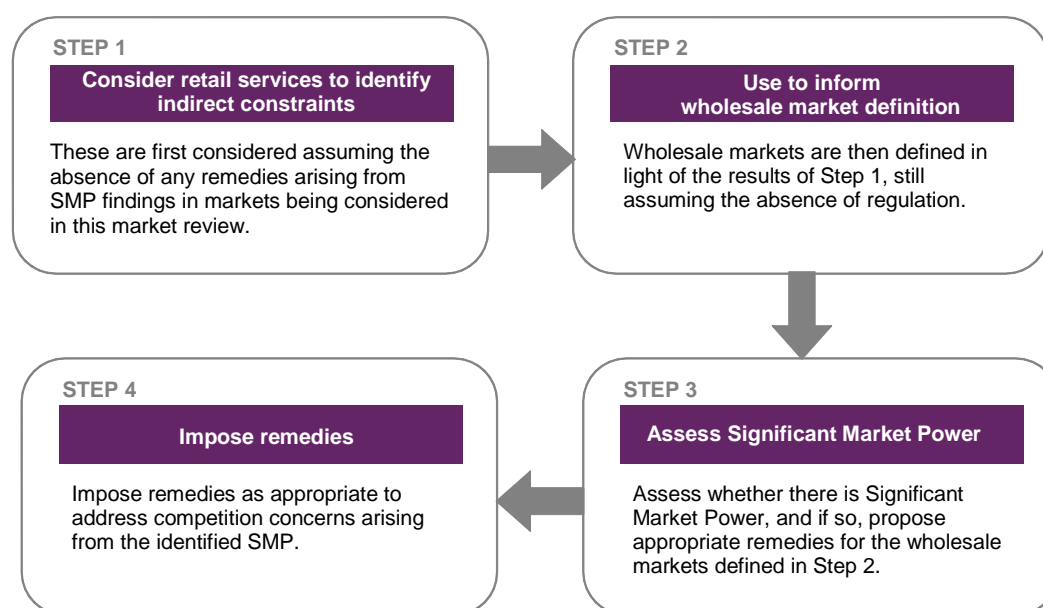 STEP 1
Consider retail services to identify
indirect constraints
These are first considered assuming the
absence of any remedies arising from
SMP findings in markets being considered
in this market review.
STEP 2
Use to inform
wholesale market definition
Wholesale markets are then defined in
light of the results of Step 1, still
assuming the absence of regulation.
STEP 3
Assess Significant Market Power
Assess whether there is Significant
Market Power, and if so, propose
appropriate remedies for the wholesale
markets defined in Step 2.
STEP 4
Impose remedies
Impose remedies as appropriate to
address competition concerns arising
from the identified SMP.